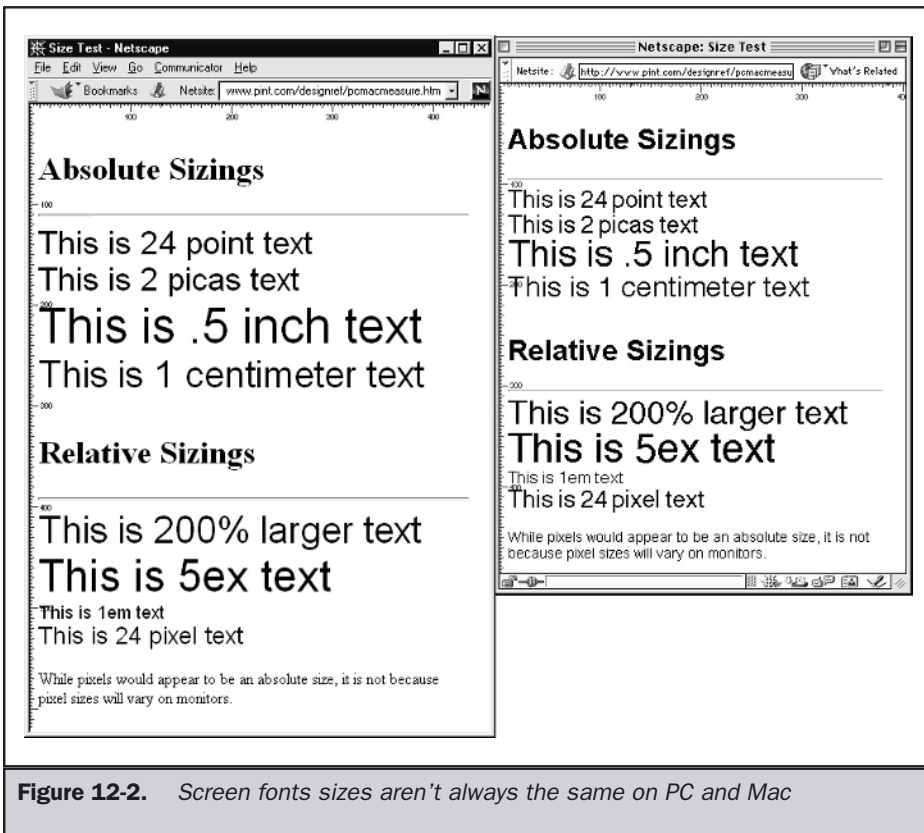 Size Test - Netscape
File Edit View Go Communicator Help
Bookmarks Netsite: www.pint.com/designref/pcmacmeasure.htm
100 200 300 400
Absolute Sizings
100
This is 24 point text
This is 2 picas text
200
This is .5 inch text
This is 1 centimeter text
300
Relative Sizings
400
This is 200% larger text
This is 5ex text
This is 1em text
This is 24 pixel text
While pixels would appear to be an absolute size, it is not because
pixel sizes will vary on monitors.
Netscape: Size Test
Netsite: http://www.pint.com/designref/pcmacmeasu What's Related
100 200 300 40
Absolute Sizings
100
This is 24 point text
This is 2 picas text
This is .5 inch text
200
This is 1 centimeter text
Relative Sizings
300
This is 200% larger text
This is 5ex text
This is 1em text
400
This is 24 pixel text
While pixels would appear to be an absolute size, it is not
because pixel sizes will vary on monitors.
Figure 12-2. Screen fonts sizes aren't always the same on PC and Mac